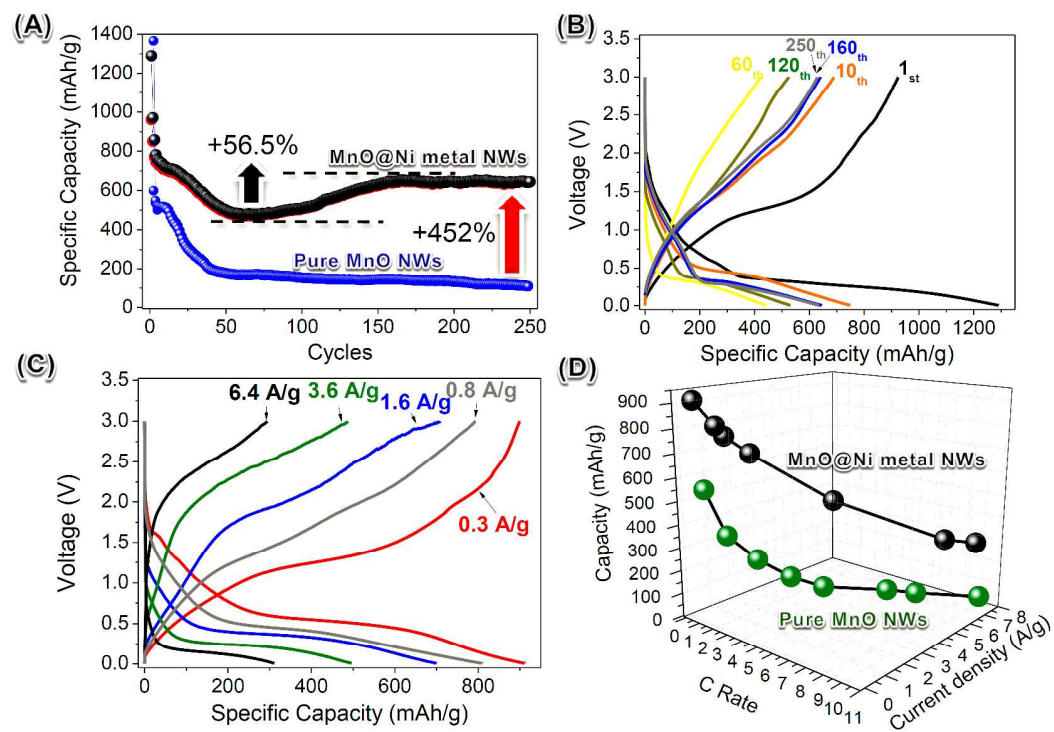 (A)
1400
1200
1000
800
600
400
200
0
Specific Capacity (mAh/g)
+56.5%
MnO@Ni metal NWs
+452%
Pure MnO NWs
0 50 100 150 200 250
Cycles
(B)
3.5
3.0
2.5
2.0
1.5
1.0
0.5
0.0
Voltage (V)
60th 120th 250th 160th 10th 1st
0 200 400 600 800 1000 1200
Specific Capacity (mAh/g)
(C)
3.5
3.0
2.5
2.0
1.5
1.0
0.5
0.0
Voltage (V)
6.4 A/g 3.6 A/g 1.6 A/g 0.8 A/g
0.3 A/g
0 200 400 600 800
Specific Capacity (mAh/g)
(D)
900
800
700
600
500
400
300
200
100
0
Capacity (mAh/g)
MnO@Ni metal NWs
Pure MnO NWs
0 1 2 3 4 5 6 7 8 9 10 11
C Rate
0 1 2 3 4 5 6 7 8
Current density (A/g)